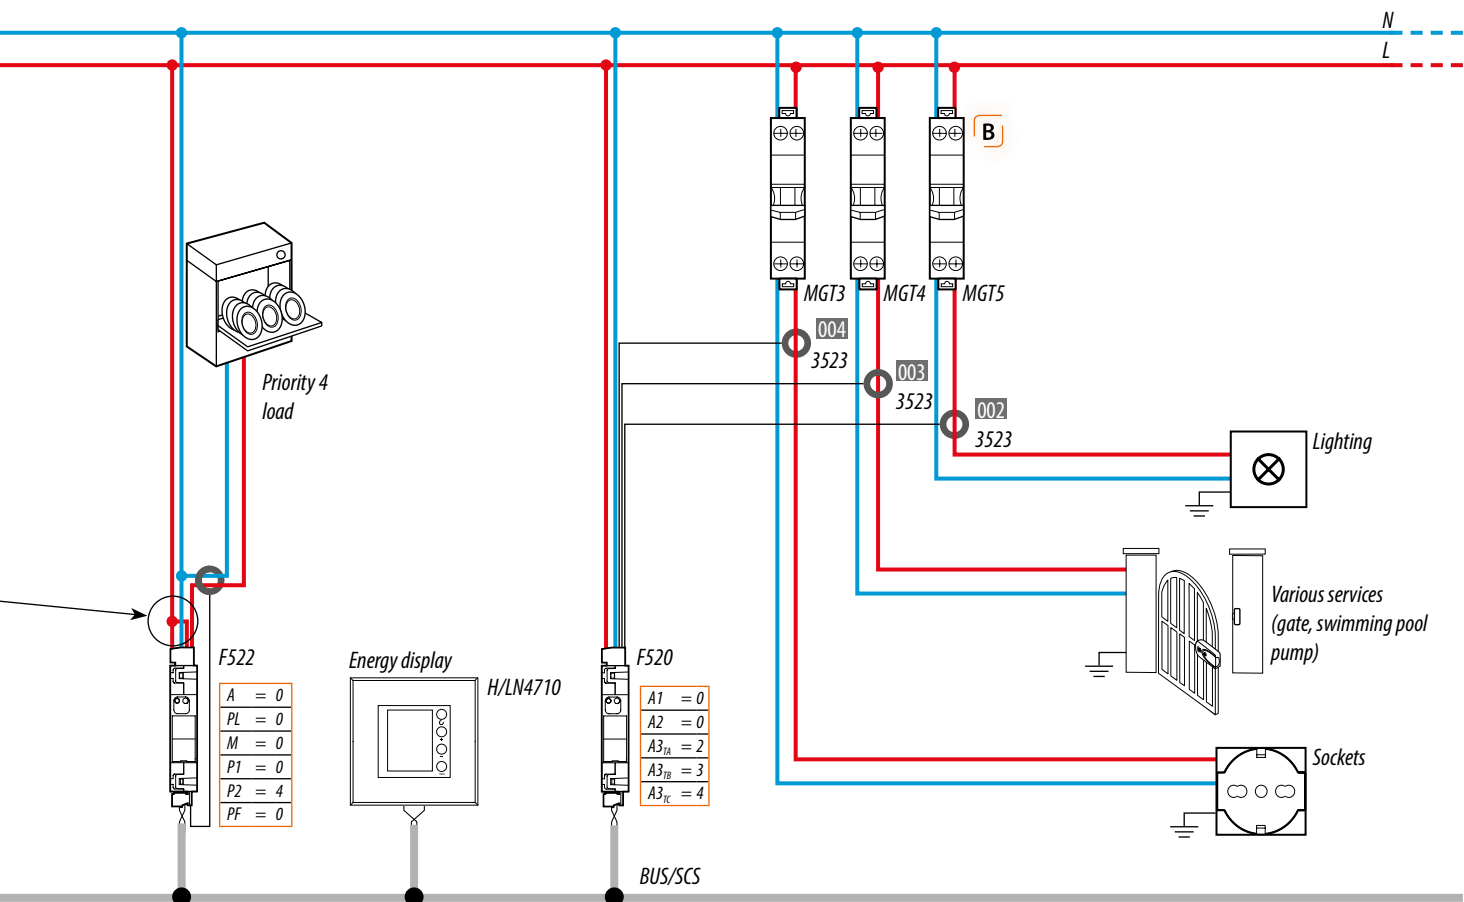 N
L
B
MGT3
MGT4
MGT5
004
3523
003
3523
002
3523
Priority 4
load
Lighting
Various services
(gate, swimming pool
pump)
Sockets
F522
A = 0
PL = 0
M = 0
P1 = 0
P2 = 4
PF = 0
Energy display
H/LN4710
F520
A1 = 0
A2 = 0
A3TA = 2
A3TB = 3
A3TC = 4
BUS/SCS